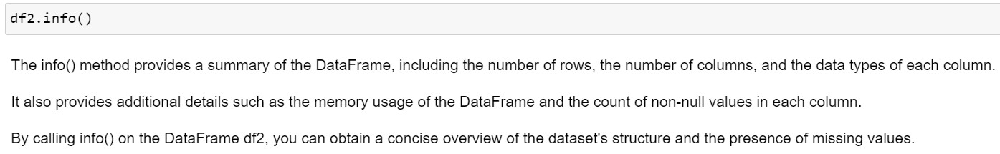 df2.info()
The info() method provides a summary of the DataFrame, including the number of rows, the number of columns, and the data types of each column.
It also provides additional details such as the memory usage of the DataFrame and the count of non-null values in each column.
By calling info() on the DataFrame df2, you can obtain a concise overview of the dataset's structure and the presence of missing values.